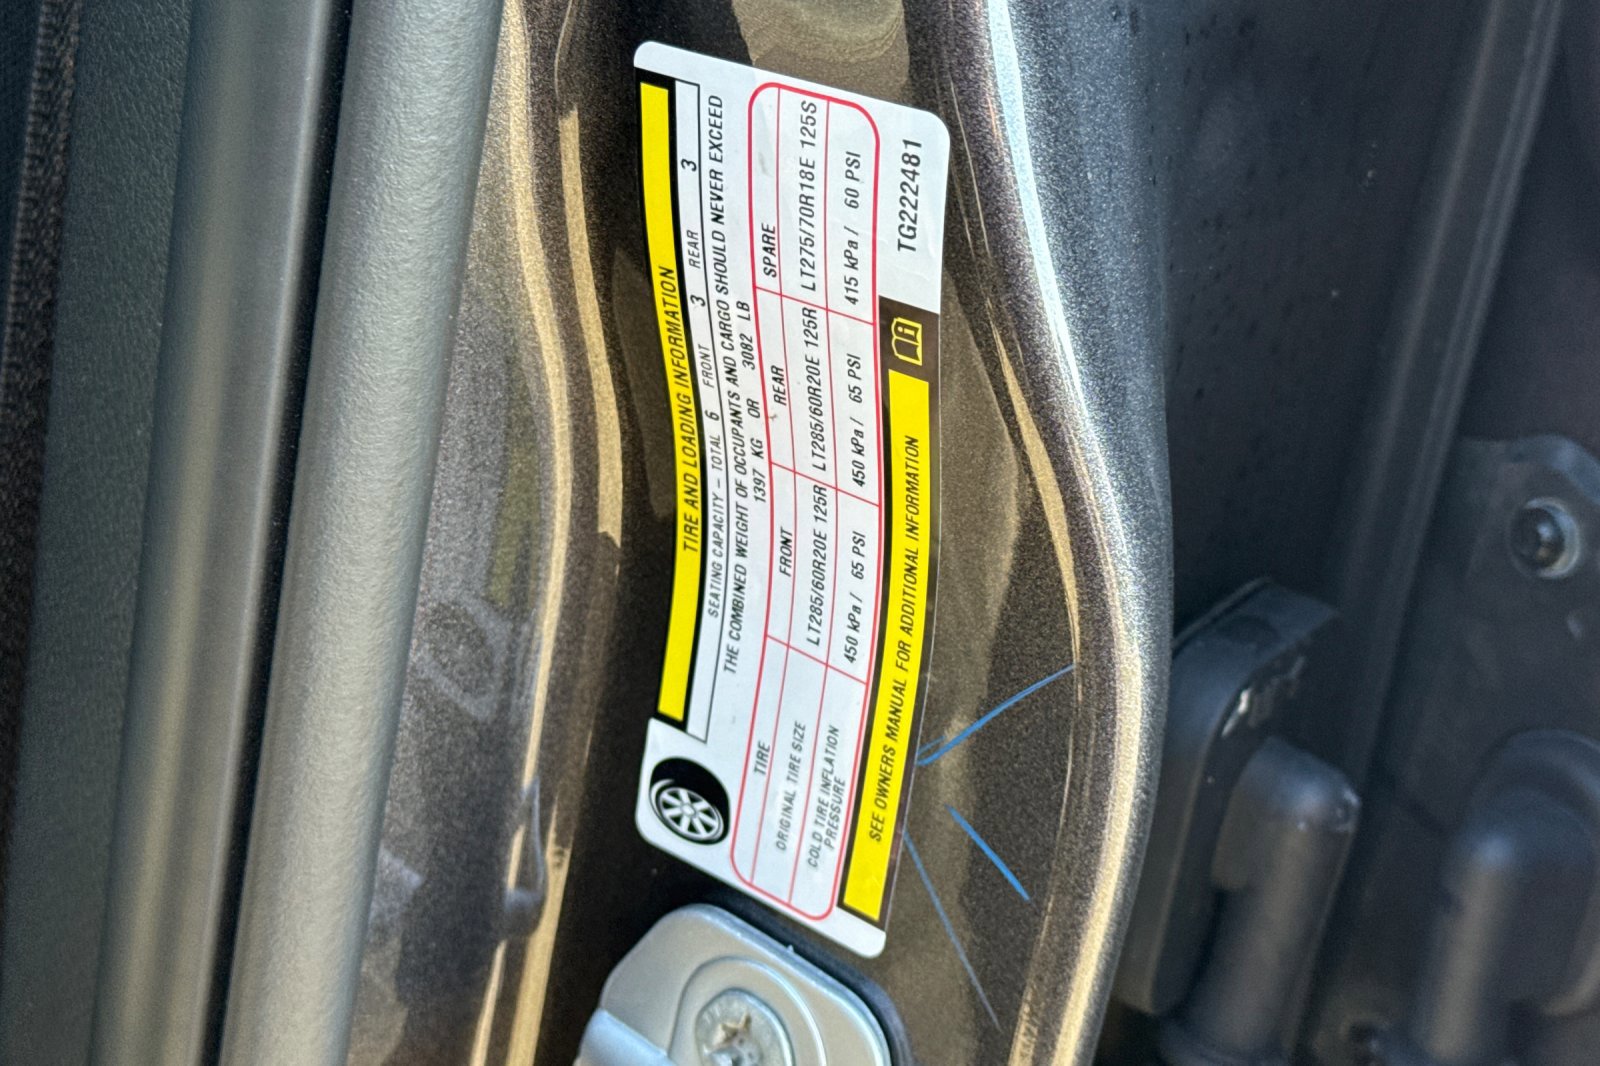 TIRE AND LOADING INFORMATION
SEATING CAPACITY - TOTAL 6 FRONT 3 REAR 3
THE COMBINED WEIGHT OF OCCUPANTS AND CARGO SHOULD NEVER EXCEED
1397 KG OR 3082 LB
TIRE FRONT REAR SPARE
ORIGINAL TIRE SIZE LT285/60R20E 125R LT285/60R20E 125R LT275/70R18E 125S
COLD TIRE INFLATION
PRESSURE 450 kPa/ 65 PSI 450 kPa/ 65 PSI 415 kPa/ 60 PSI
SEE OWNERS MANUAL FOR ADDITIONAL INFORMATION
TG222481